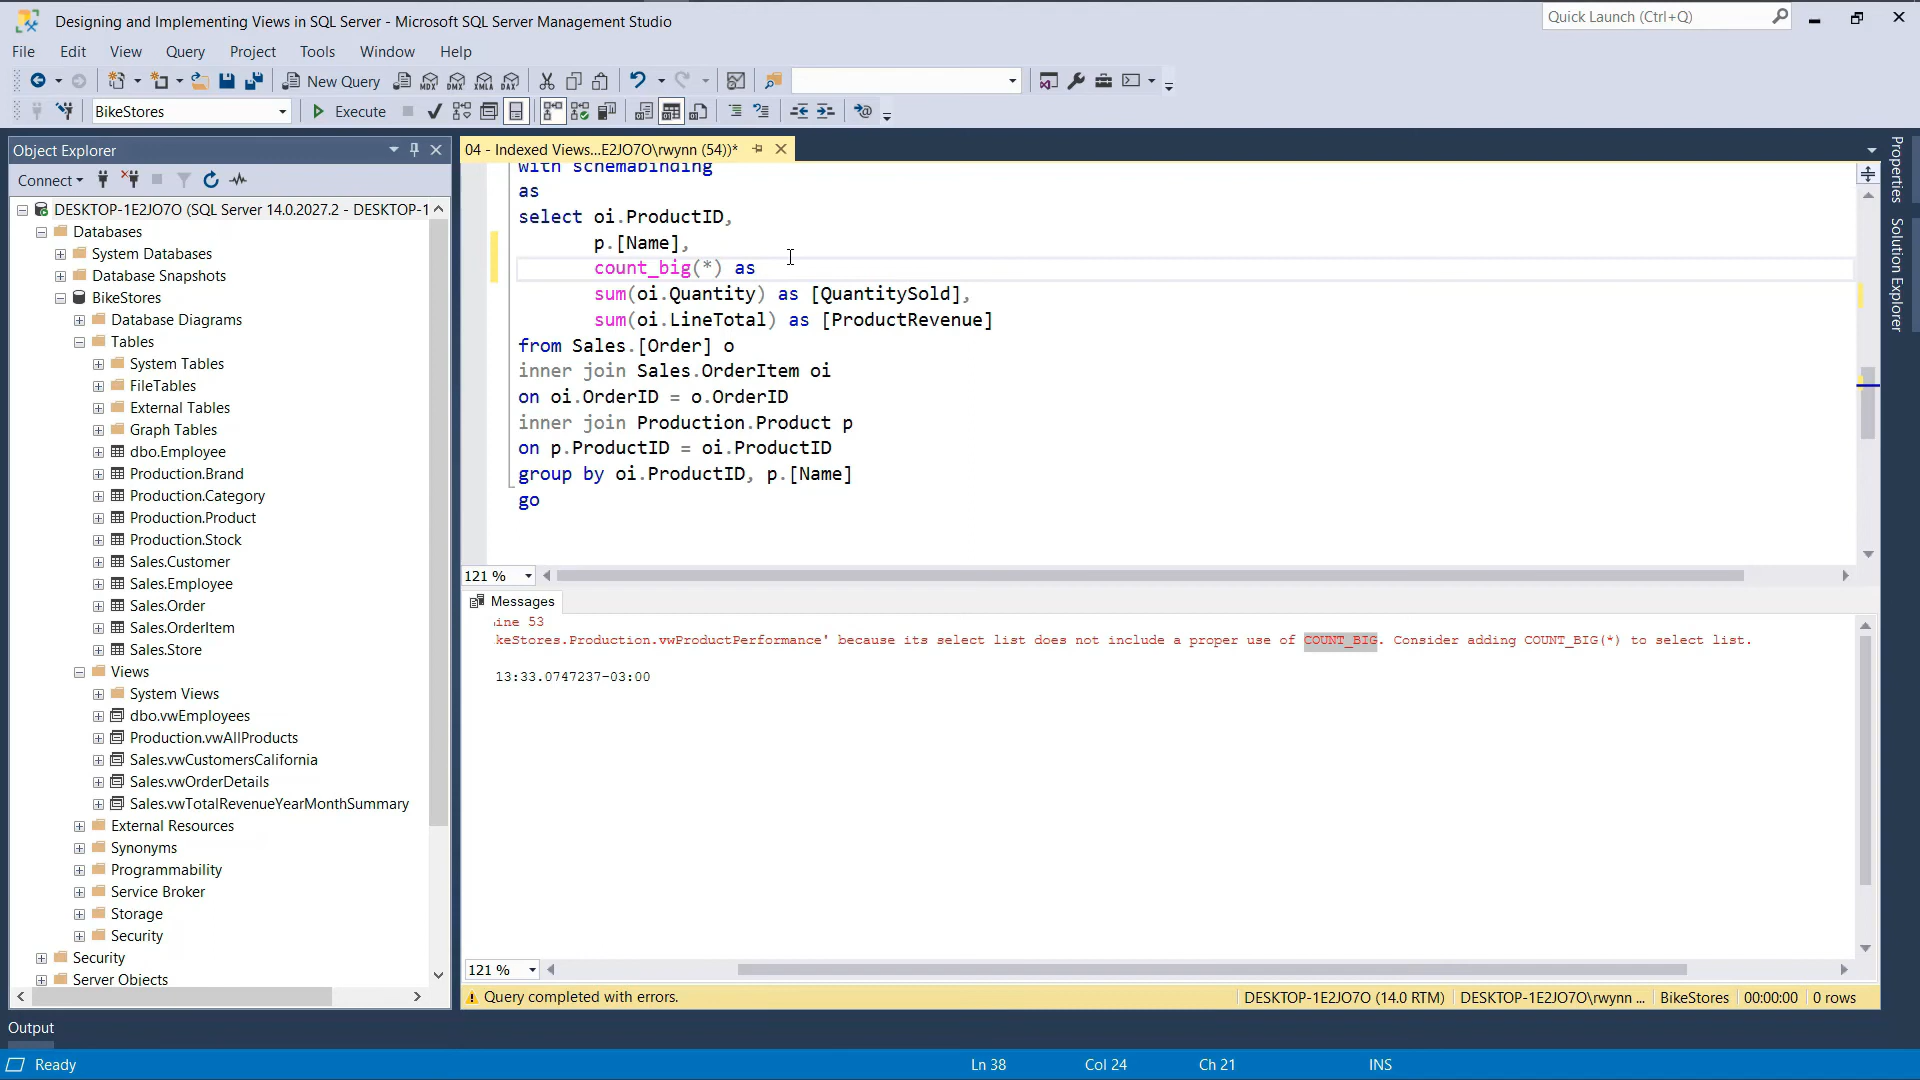 Designing and Implementing Views in SQL Server - Microsoft SQL Server Management Studio
Quick Launch (Ctrl+Q)
File Edit View Query Project Tools Window Help
New Query MDX DMX XMLA DAX
BikeStores Execute
Object Explorer
Connect
DESKTOP-1E2JO7O (SQL Server 14.0.2027.2 - DESKTOP-1
Databases
System Databases
Database Snapshots
BikeStores
Database Diagrams
Tables
System Tables
FileTables
External Tables
Graph Tables
dbo.Employee
Production.Brand
Production.Category
Production.Product
Production.Stock
Sales.Customer
Sales.Employee
Sales.Order
Sales.OrderItem
Sales.Store
Views
System Views
dbo.vwEmployees
Production.vwAllProducts
Sales.vwCustomersCalifornia
Sales.vwOrderDetails
Sales.vwTotalRevenueYearMonthSummary
External Resources
Synonyms
Programmability
Service Broker
Storage
Security
Security
Server Objects
04 - Indexed Views...E2JO7O\rwynn (54))*
with schemabinding
as
select oi.ProductID,
p.[Name],
count_big(*) as
sum(oi.Quantity) as [QuantitySold],
sum(oi.LineTotal) as [ProductRevenue]
from Sales.[Order] o
inner join Sales.OrderItem oi
on oi.OrderID = o.OrderID
inner join Production.Product p
on p.ProductID = oi.ProductID
group by oi.ProductID, p.[Name]
go
121 %
Messages
ine 53
keStores.Production.vwProductPerformance' because its select list does not include a proper use of COUNT_BIG. Consider adding COUNT_BIG(*) to select list.
13:33.0747237-03:00
121 %
Query completed with errors. DESKTOP-1E2JO7O (14.0 RTM) DESKTOP-1E2JO7O\rwynn ... BikeStores 00:00:00 0 rows
Properties
Solution Explorer
Output
Ready Ln 38 Col 24 Ch 21 INS